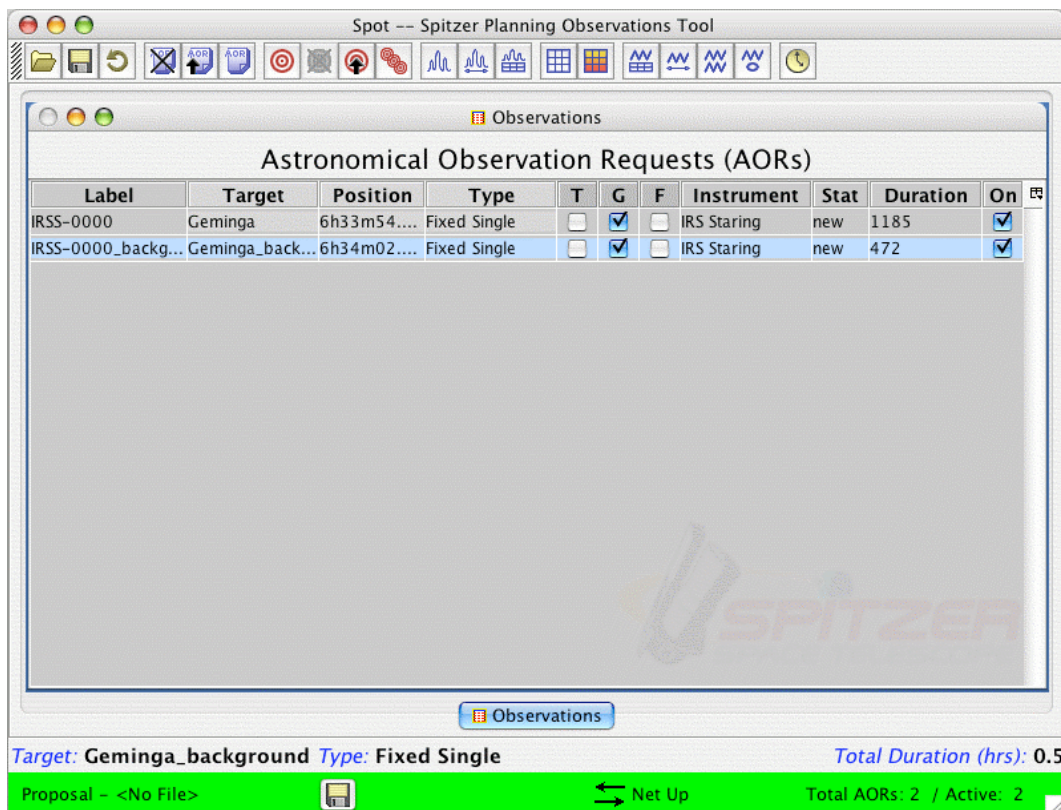 Spot -- Spitzer Planning Observations Tool
AOR AOR AOR
Observations
Astronomical Observation Requests (AORs)
Label Target Position Type T G F Instrument Stat Duration On
IRSS-0000 Geminga 6h33m54.... Fixed Single IRS Staring new 1185
IRSS-0000_backg... Geminga_back... 6h34m02.... Fixed Single IRS Staring new 472
SPITZER
SPACE TELESCOPE
Observations
Target: Geminga_background Type: Fixed Single Total Duration (hrs): 0.5
Proposal - <No File> Net Up Total AORs: 2 / Active: 2